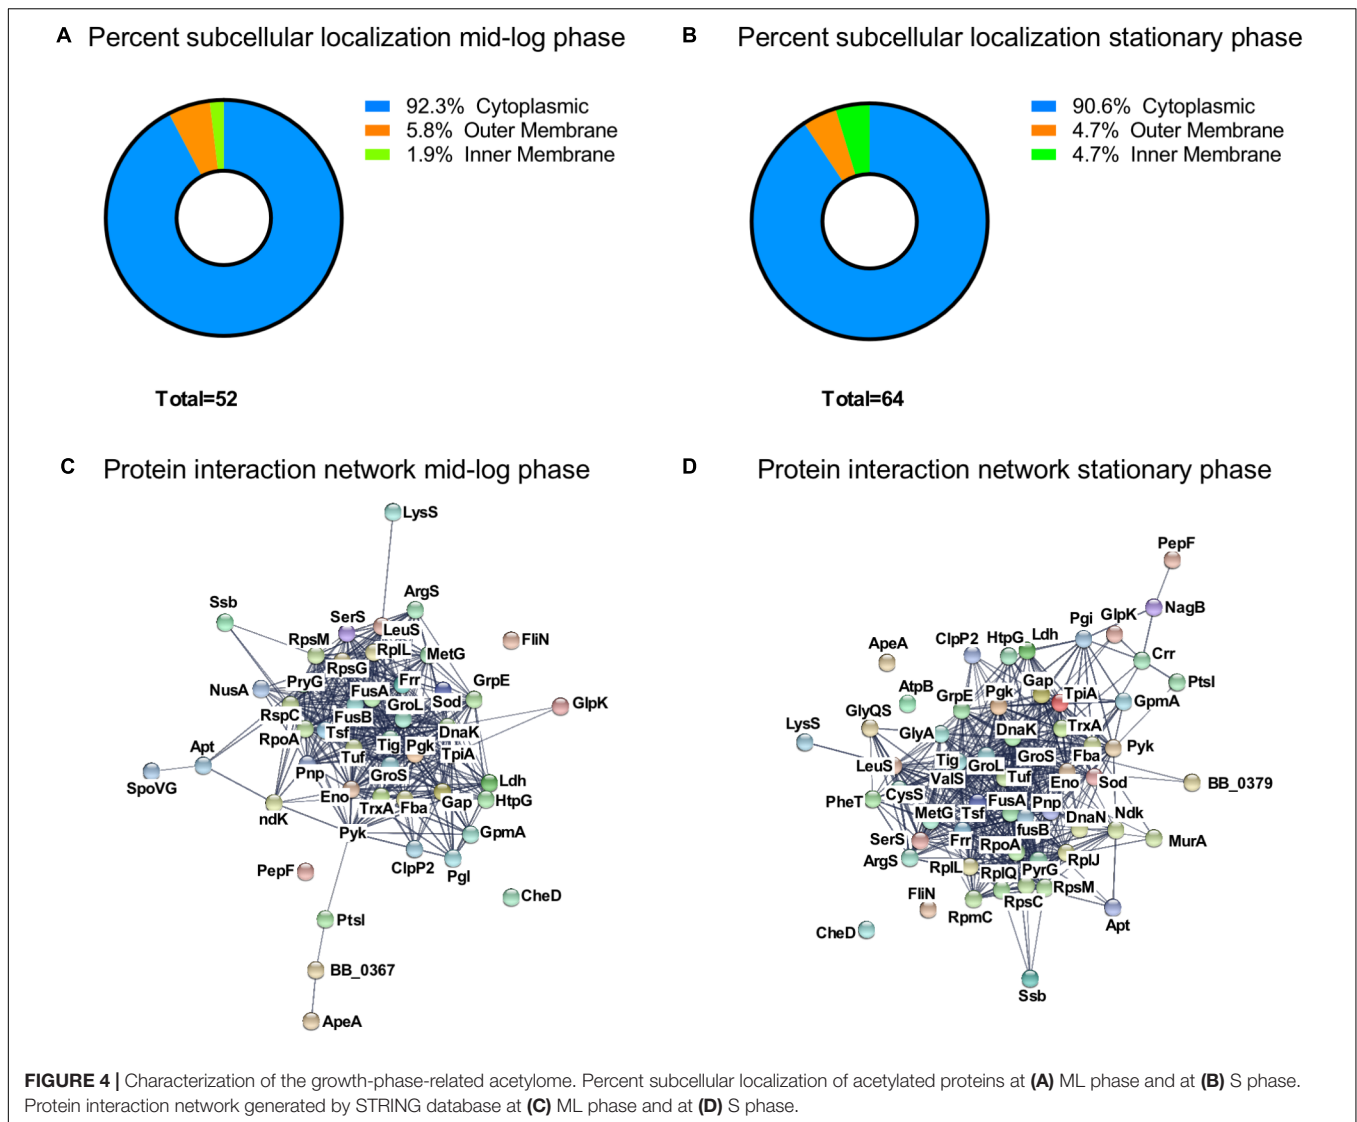 A Percent subcellular localization mid-log phase
92.3% Cytoplasmic
5.8% Outer Membrane
1.9% Inner Membrane
Total=52
B Percent subcellular localization stationary phase
90.6% Cytoplasmic
4.7% Outer Membrane
4.7% Inner Membrane
Total=64
C Protein interaction network mid-log phase
LysS
ArgS
Ssb
SerS
LeuS
FliN
RpsM
RplL
MetG
RpsG
PryG
Frr
GrpE
NusA
FusA
Sod
GlpK
GroL
RspC
FusB
DnaK
RpoA
Tsf
Tig
Pgk
TpiA
Apt
Tuf
SpoVG
Pnp
GroS
Ldh
Eno
TrxA
Fba
Gap
HtpG
ndK
Pyk
GpmA
ClpP2
Pgl
PepF
CheD
PtsI
BB_0367
ApeA
D Protein interaction network stationary phase
PepF
NagB
Pgi
GlpK
ApeA
ClpP2
HtpG
Ldh
Crr
PtsI
Gap
AtpB
GrpE
Pgk
TpiA
GpmA
GlyQS
LysS
GlyA
DnaK
TrxA
Pyk
Tig
GroS
Fba
LeuS
GroL
ValS
Tuf
Eno
Sod
BB_0379
PheT
CysS
FusA
Pnp
MetG
Tsf
DnaN
Ndk
fusB
SerS
Frr
RpoA
MurA
ArgS
RplL
RplQ
PyrG
RplJ
RpsM
FliN
RpmC
RpsC
Apt
CheD
Ssb
FIGURE 4 | Characterization of the growth-phase-related acetylome. Percent subcellular localization of acetylated proteins at (A) ML phase and at (B) S phase.
Protein interaction network generated by STRING database at (C) ML phase and at (D) S phase.